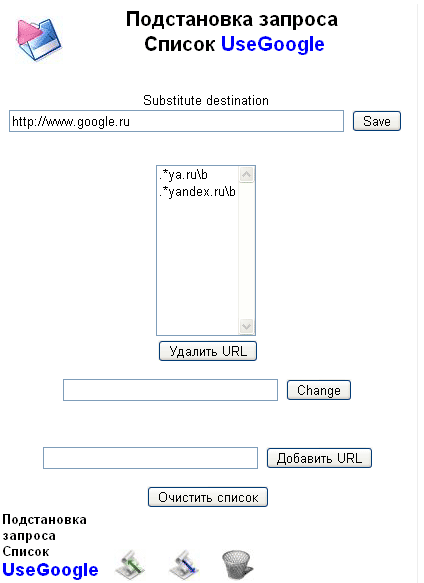 Подстановка запроса
Список UseGoogle
Substitute destination
http://www.google.ru
Save
.*ya.ru\b
.*yandex.ru\b
Удалить URL
Change
Добавить URL
Очистить список
Подстановка
запроса
Список
UseGoogle